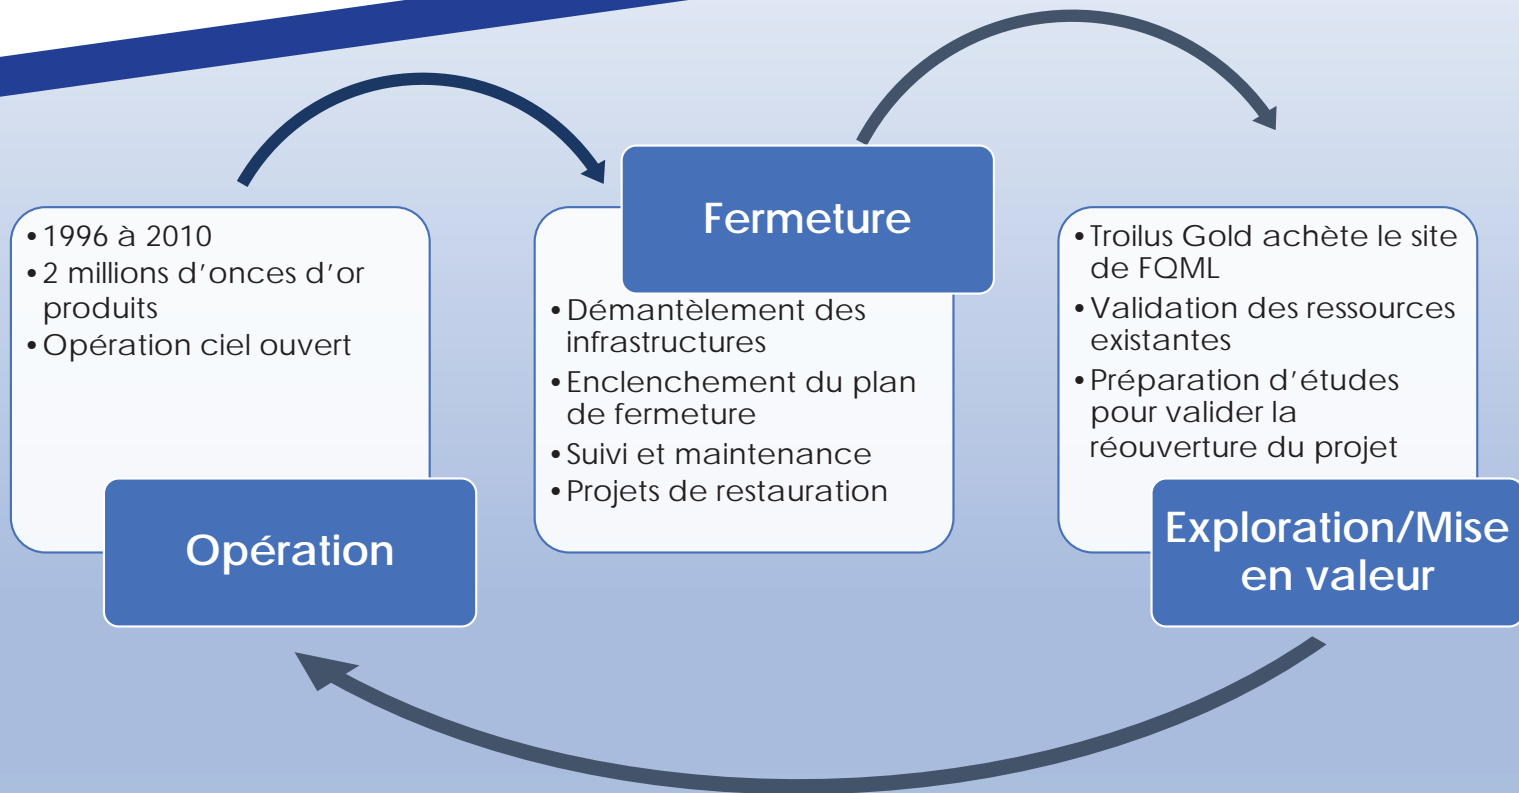 • 1996 à 2010
• 2 millions d'onces d'or
produits
• Opération ciel ouvert
Opération
Fermeture
• Démantèlement des
infrastructures
• Enclenchement du plan
de fermeture
• Suivi et maintenance
• Projets de restauration
• Troilus Gold achète le site
de FQML
• Validation des ressources
existantes
• Préparation d'études
pour valider la
réouverture du projet
Exploration/Mise
en valeur